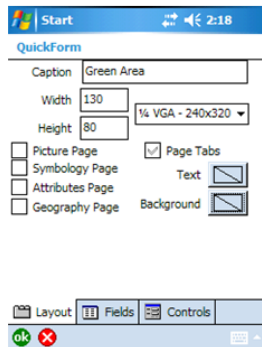 Start 2:18
QuickForm
Caption Green Area
Width 130
¼ VGA - 240x320
Height 80
Picture Page Page Tabs
Symbology Page Text
Attributes Page
Geography Page Background
Layout Fields Controls
ok